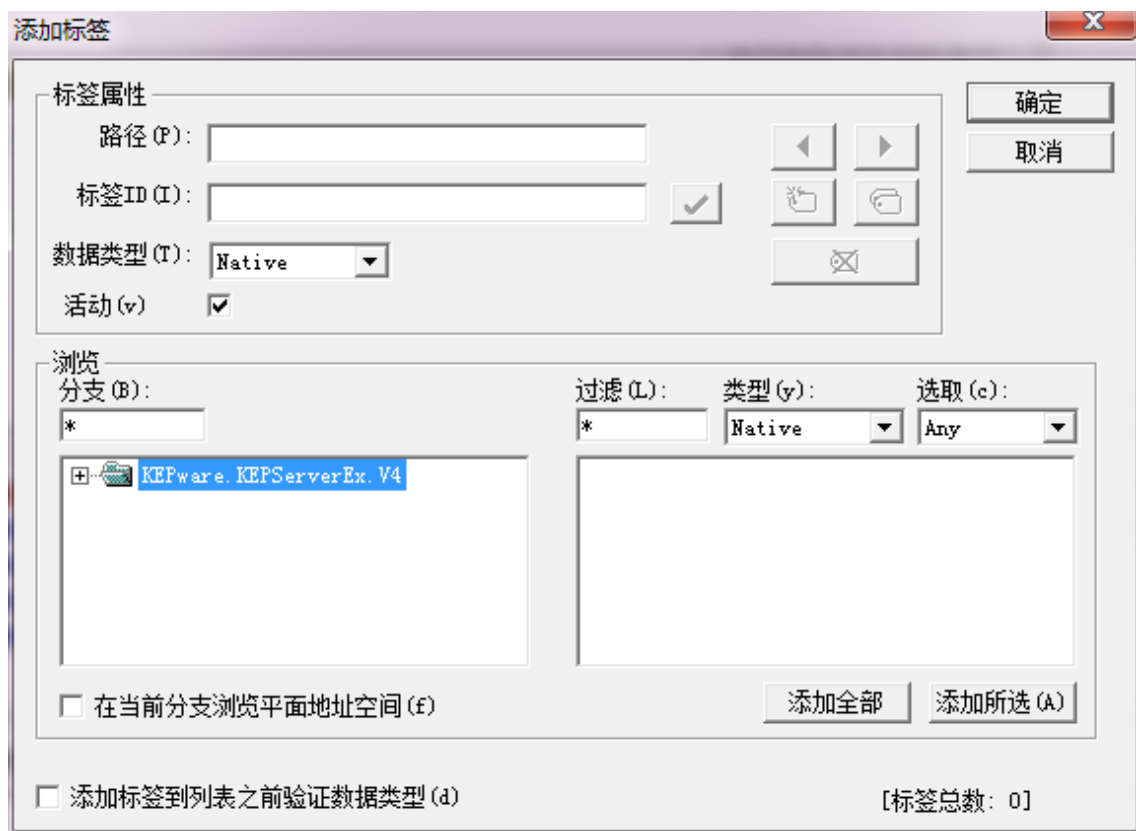 添加标签
标签属性
路径(P):
标签ID(I):
数据类型(T): Native
活动(v)
确定
取消
浏览
分支(B): 过滤(L): 类型(y): 选取(c):
* * Native Any
KEPware.KEPServerEx.V4
在当前分支浏览平面地址空间(f)
添加全部 添加所选(A)
添加标签到列表之前验证数据类型(d)
[标签总数: 0]